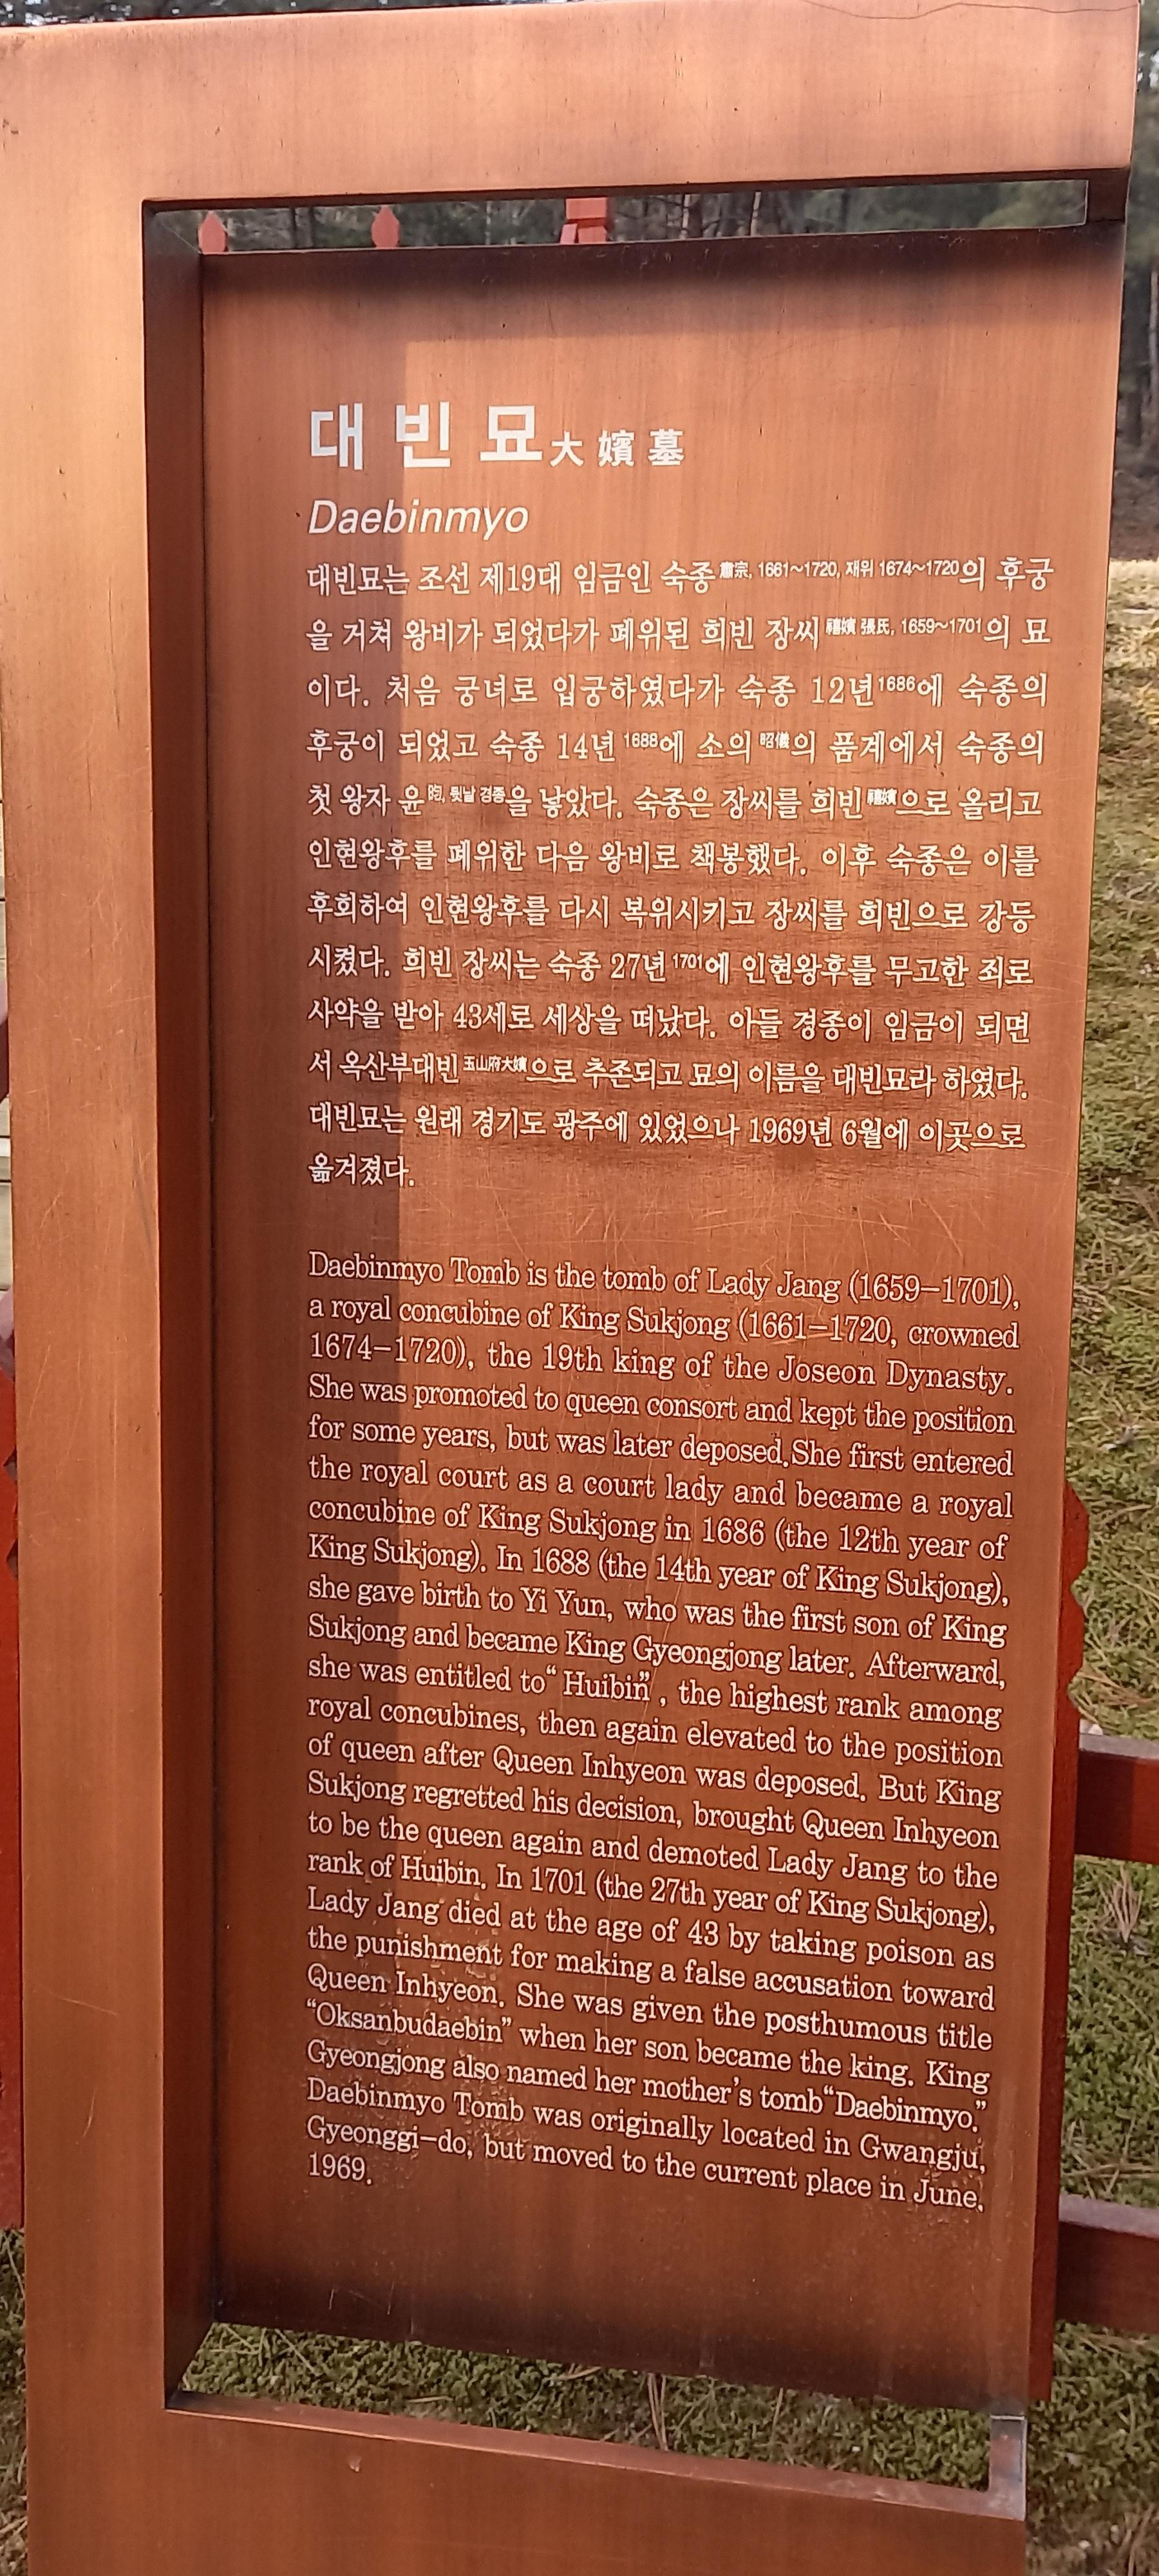 대빈묘大嬪墓
Daebinmyo
대빈묘는 조선 제19대 임금인 숙종肅宗, 1661~1720, 재위 1674~1720의 후궁
을 거쳐 왕비가 되었다가 폐위된 희빈 장씨禧嬪 張氏, 1659~1701의 묘
이다. 처음 궁녀로 입궁하였다가 숙종 12년1686에 숙종의
후궁이 되었고 숙종 14년1688에 소의昭儀의 품계에서 숙종의
첫 왕자 윤昀, 훗날 경종을 낳았다. 숙종은 장씨를 희빈禧嬪으로 올리고
인현왕후를 폐위한 다음 왕비로 책봉했다. 이후 숙종은 이를
후회하여 인현왕후를 다시 복위시키고 장씨를 희빈으로 강등
시켰다. 희빈 장씨는 숙종 27년1701에 인현왕후를 무고한 죄로
사약을 받아 43세로 세상을 떠났다. 아들 경종이 임금이 되면
서 옥산부대빈玉山府大嬪으로 추존되고 묘의 이름을 대빈묘라 하였다.
대빈묘는 원래 경기도 광주에 있었으나 1969년 6월에 이곳으로
옮겨졌다.
Daebinmyo Tomb is the tomb of Lady Jang (1659-1701),
a royal concubine of King Sukjong (1661-1720, crowned
1674-1720), the 19th king of the Joseon Dynasty.
She was promoted to queen consort and kept the position
for some years, but was later deposed.She first entered
the royal court as a court lady and became a royal
concubine of King Sukjong in 1686 (the 12th year of
King Sukjong). In 1688 (the 14th year of King Sukjong),
she gave birth to Yi Yun, who was the first son of King
Sukjong and became King Gyeongjong later. Afterward,
she was entitled to“ Huibin”, the highest rank among
royal concubines, then again elevated to the position
of queen after Queen Inhyeon was deposed. But King
Sukjong regretted his decision, brought Queen Inhyeon
to be the queen again and demoted Lady Jang to the
rank of Huibin. In 1701 (the 27th year of King Sukjong),
Lady Jang died at the age of 43 by taking poison as
the punishment for making a false accusation toward
Queen Inhyeon. She was given the posthumous title
“Oksanbudaebin” when her son became the king. King
Gyeongjong also named her mother’s tomb“Daebinmyo.”
Daebinmyo Tomb was originally located in Gwangju,
Gyeonggi-do, but moved to the current place in June,
1969.